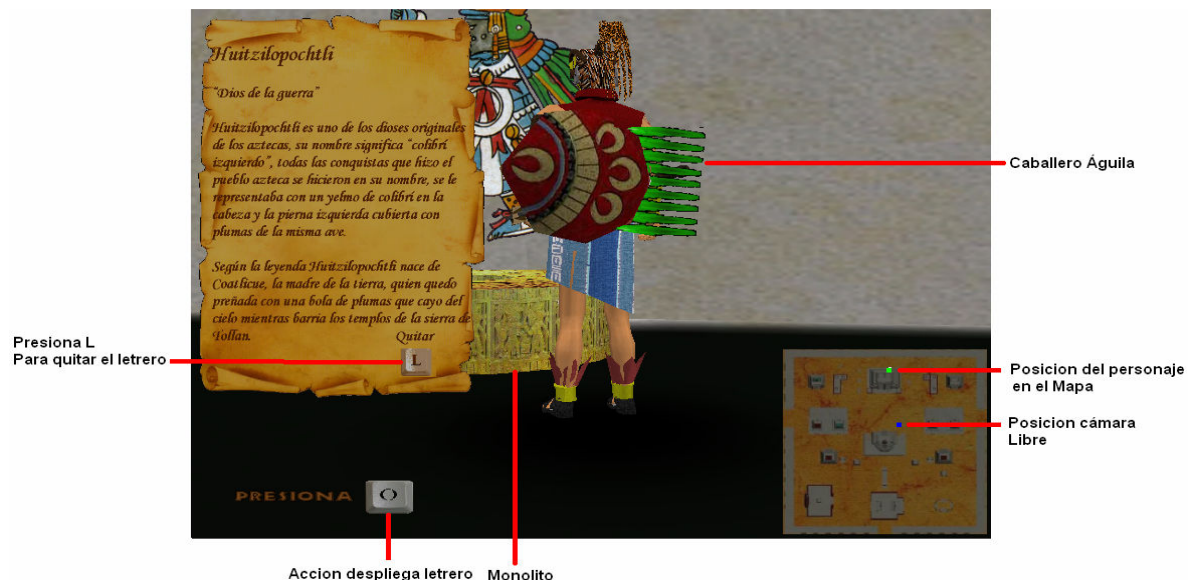 Huitzilopochtli
"Dios de la guerra"
Huitzilopochtli es uno de los dioses originales
de los aztecas, su nombre significa "colibrí
izquierdo", todas las conquistas que hizo el
pueblo azteca se hicieron en su nombre, se le
representaba con un yelmo de colibrí en la
cabeza y la pierna izquierda cubierta con
plumas de la misma ave.
Según la leyenda Huitzilopochtli nace de
Coatlicue, la madre de la tierra, quien quedo
preñada con una bola de plumas que cayo del
cielo mientras barria los templos de la sierra de
Tollan.
Quitar
L
PRESIONA O
Caballero Águila
Presiona L
Para quitar el letrero
Posicion del personaje
en el Mapa
Posicion cámara
Libre
Accion despliega letrero
Monolito